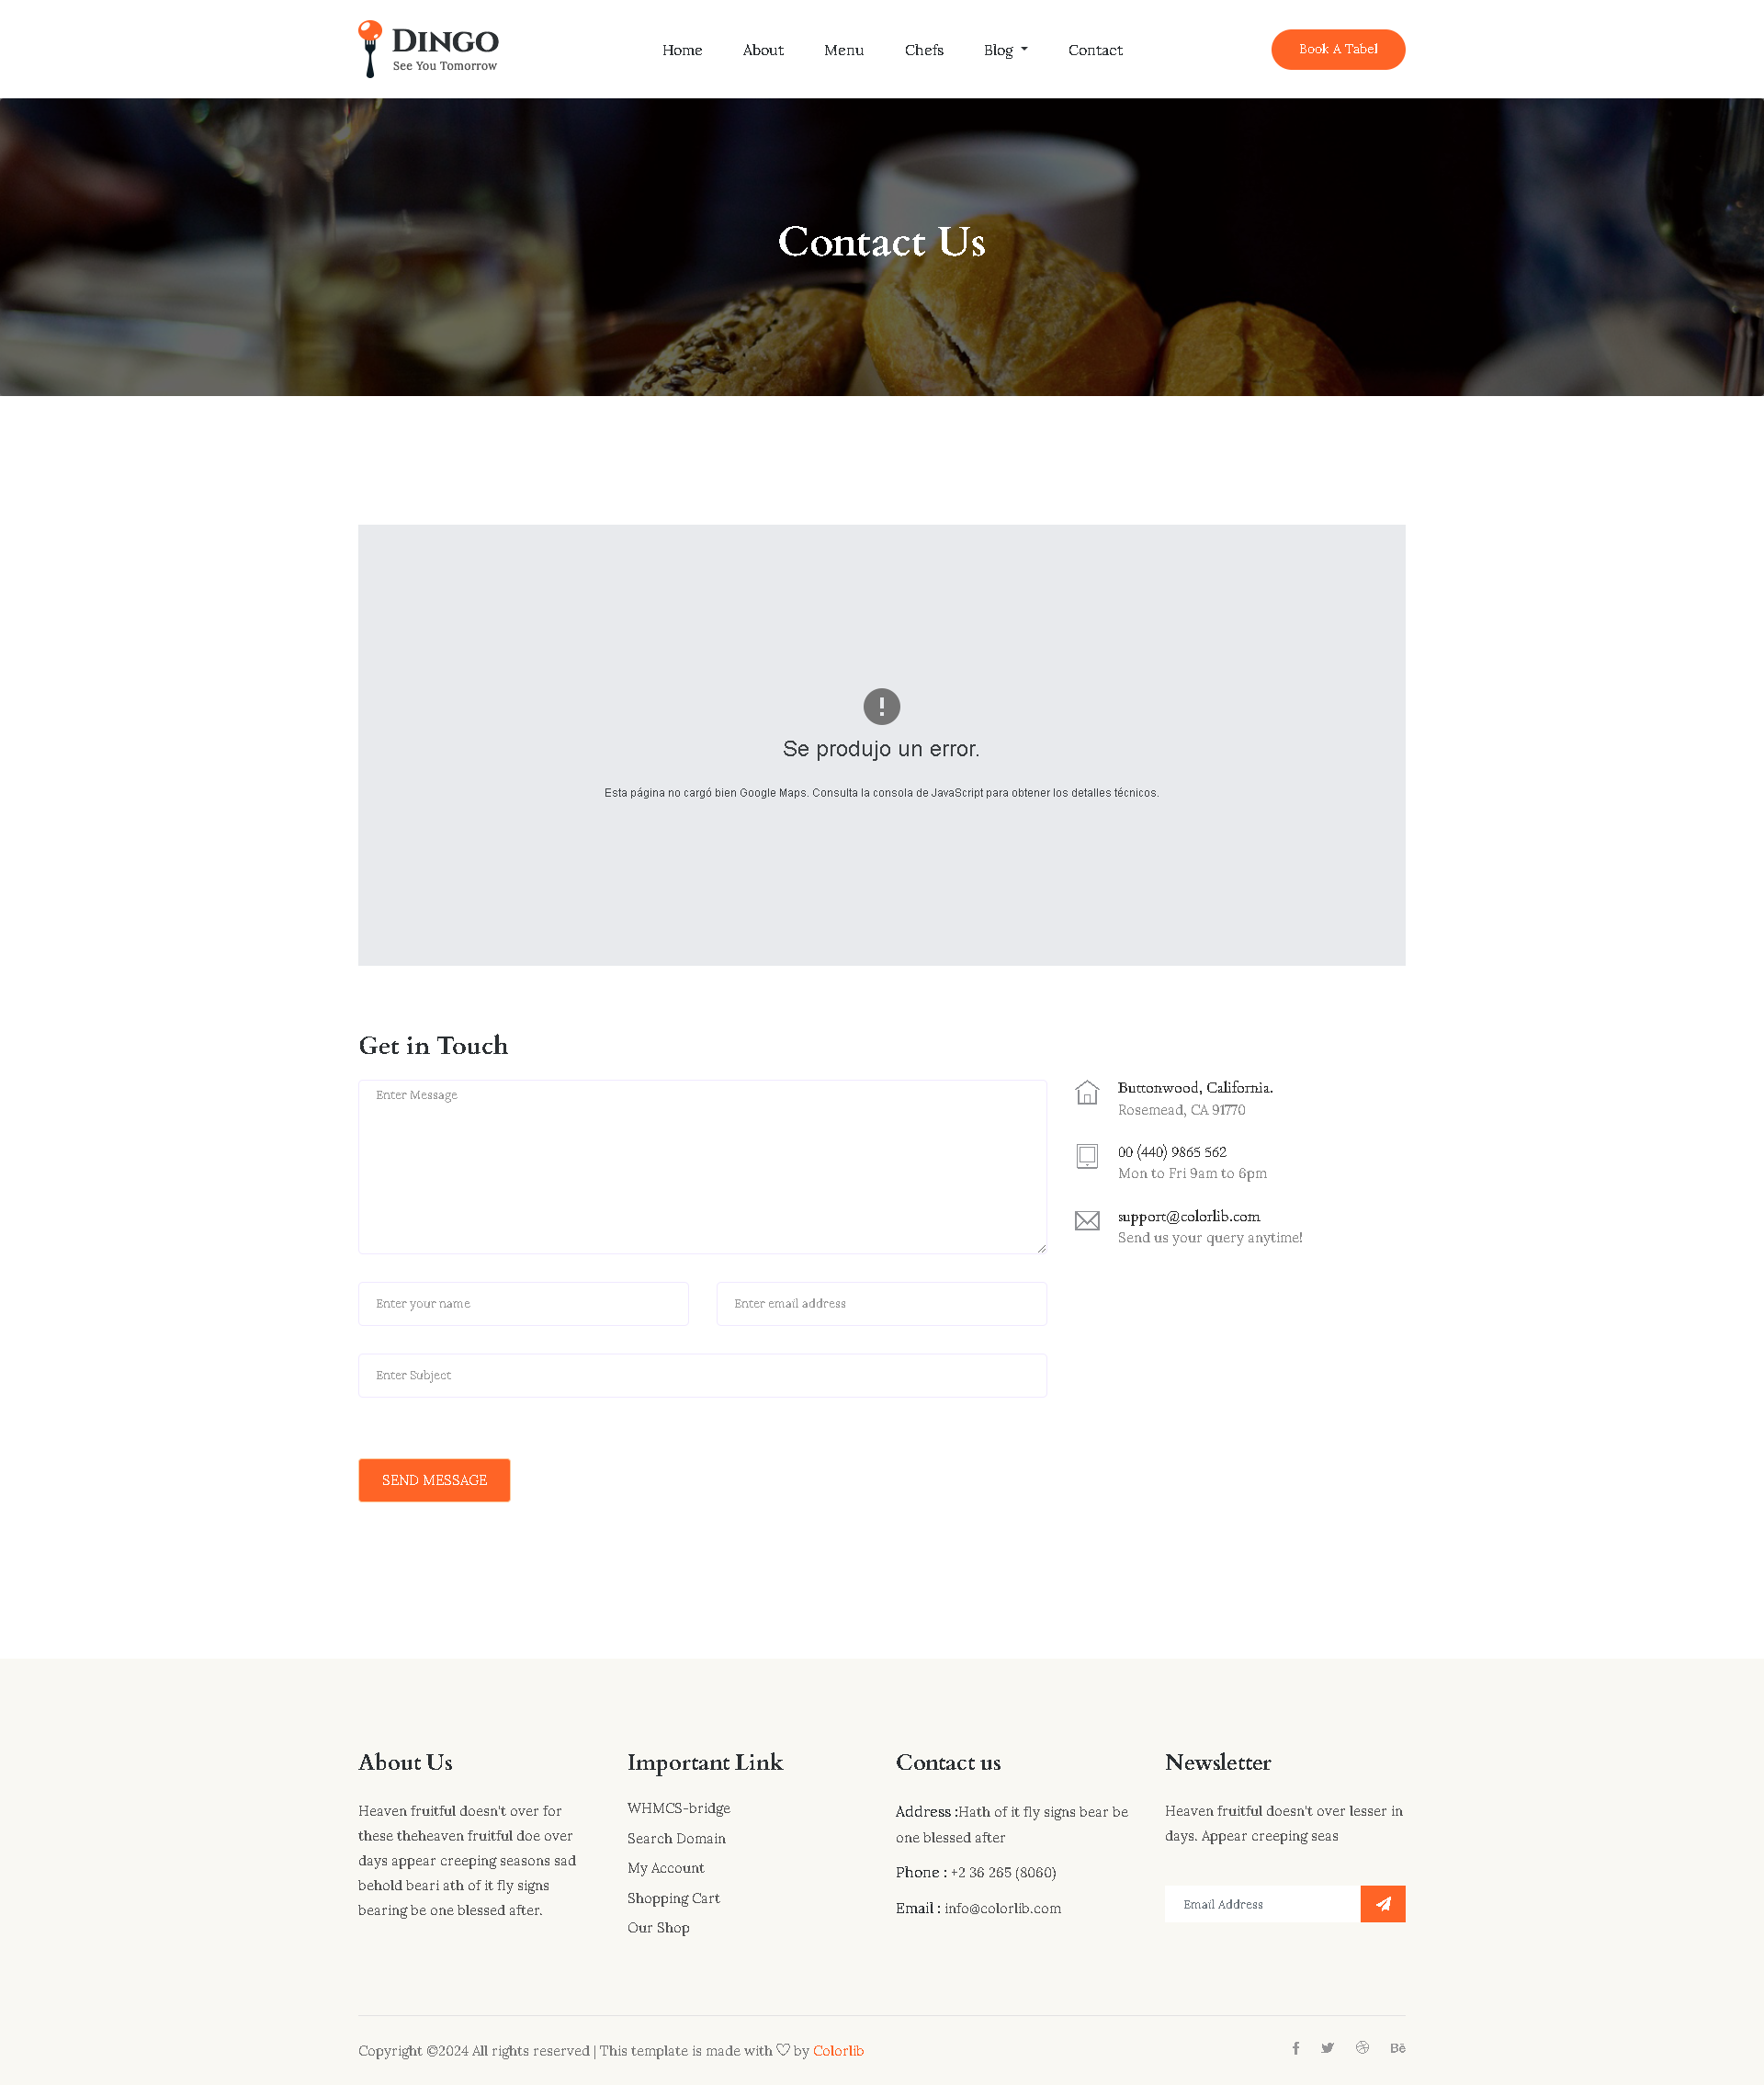 DINGO
See You Tomorrow
Home
About
Menu
Chefs
Blog
Contact
Book A Tabel
Contact Us
Se produjo un error.
Esta página no cargó bien Google Maps. Consulta la consola de JavaScript para obtener los detalles técnicos.
Get in Touch
Enter Message
Enter your name
Enter email address
Enter Subject
SEND MESSAGE
Buttonwood, California.
Rosemead, CA 91770
00 (440) 9865 562
Mon to Fri 9am to 6pm
support@colorlib.com
Send us your query anytime!
About Us
Heaven fruitful doesn't over for
these theheaven fruitful doe over
days appear creeping seasons sad
behold beari ath of it fly signs
bearing be one blessed after.
Important Link
WHMCS-bridge
Search Domain
My Account
Shopping Cart
Our Shop
Contact us
Address :Hath of it fly signs bear be
one blessed after
Phone : +2 36 265 (8060)
Email : info@colorlib.com
Newsletter
Heaven fruitful doesn't over lesser in
days. Appear creeping seas
Email Address
Copyright ©2024 All rights reserved | This template is made with ♡ by Colorlib
Bē